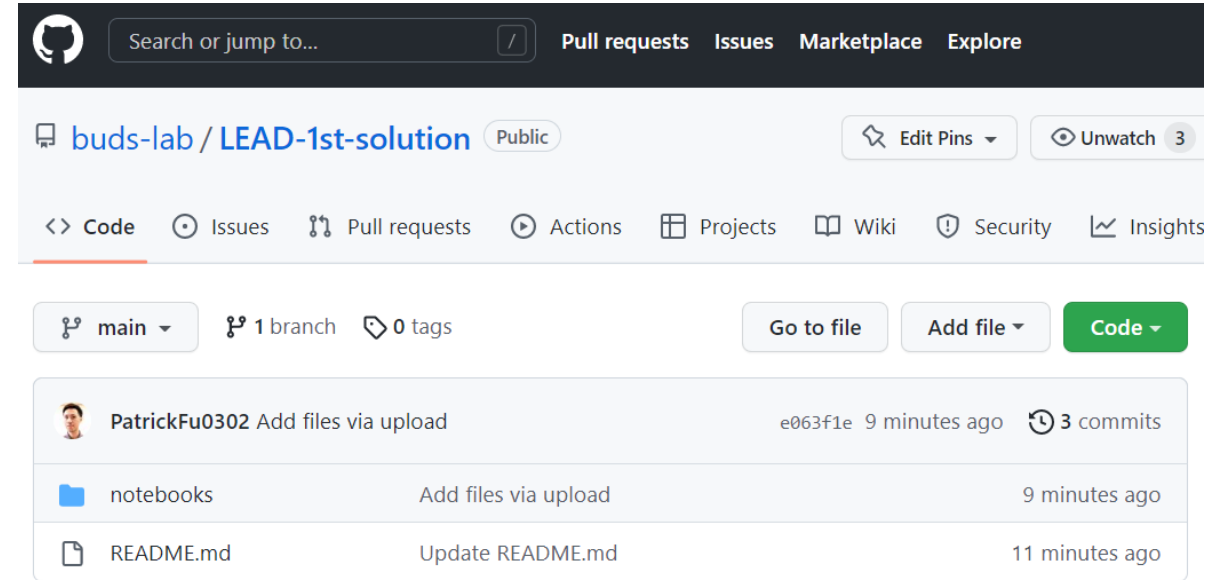 Search or jump to... / Pull requests Issues Marketplace Explore
buds-lab / LEAD-1st-solution Public Edit Pins Unwatch 3
<> Code Issues Pull requests Actions Projects Wiki Security Insights
main 1 branch 0 tags Go to file Add file Code
PatrickFu0302 Add files via upload e063f1e 9 minutes ago 3 commits
notebooks Add files via upload 9 minutes ago
README.md Update README.md 11 minutes ago